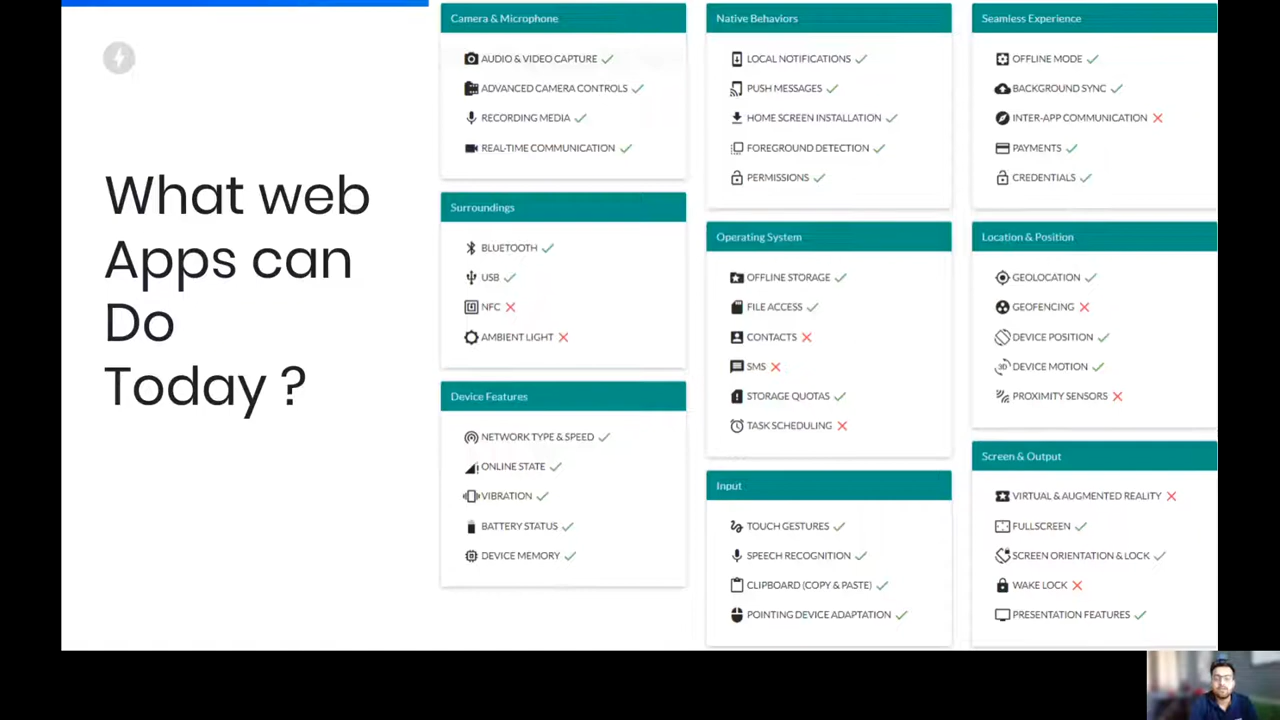 What web
Apps can
Do
Today ?
Camera & Microphone
AUDIO & VIDEO CAPTURE ✓
ADVANCED CAMERA CONTROLS ✓
RECORDING MEDIA ✓
REAL-TIME COMMUNICATION ✓
Surroundings
BLUETOOTH ✓
USB ✓
NFC ✗
AMBIENT LIGHT ✗
Device Features
NETWORK TYPE & SPEED ✓
ONLINE STATE ✓
VIBRATION ✓
BATTERY STATUS ✓
DEVICE MEMORY ✓
Native Behaviors
LOCAL NOTIFICATIONS ✓
PUSH MESSAGES ✓
HOME SCREEN INSTALLATION ✓
FOREGROUND DETECTION ✓
PERMISSIONS ✓
Operating System
OFFLINE STORAGE ✓
FILE ACCESS ✓
CONTACTS ✗
SMS ✗
STORAGE QUOTAS ✓
TASK SCHEDULING ✗
Input
TOUCH GESTURES ✓
SPEECH RECOGNITION ✓
CLIPBOARD (COPY & PASTE) ✓
POINTING DEVICE ADAPTATION ✓
Seamless Experience
OFFLINE MODE ✓
BACKGROUND SYNC ✓
INTER-APP COMMUNICATION ✗
PAYMENTS ✓
CREDENTIALS ✓
Location & Position
GEOLOCATION ✓
GEOFENCING ✗
DEVICE POSITION ✓
3D DEVICE MOTION ✓
PROXIMITY SENSORS ✗
Screen & Output
VIRTUAL & AUGMENTED REALITY ✗
FULLSCREEN ✓
SCREEN ORIENTATION & LOCK ✓
WAKE LOCK ✗
PRESENTATION FEATURES ✓